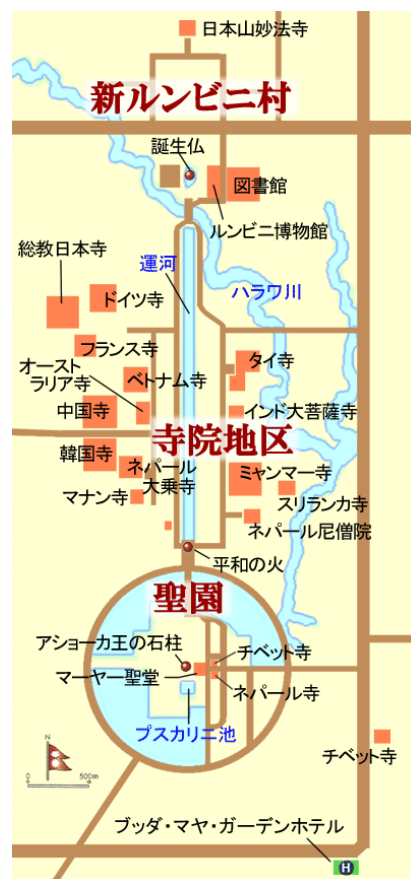 日本山妙法寺
新ルンビニ村
誕生仏
図書館
ルンビニ博物館
総教日本寺
運河
ハラワ川
ドイツ寺
フランス寺
オースト
ラリア寺
ベトナム寺
タイ寺
中国寺
インド大菩薩寺
寺院地区
韓国寺
ネパール
大乗寺
ミャンマー寺
マナン寺
スリランカ寺
ネパール尼僧院
平和の火
聖園
アショーカ王の石柱
チベット寺
マーヤー聖堂
ネパール寺
プスカリニ池
チベット寺
N
0
500m
ブッダ・マヤ・ガーデンホテル
H